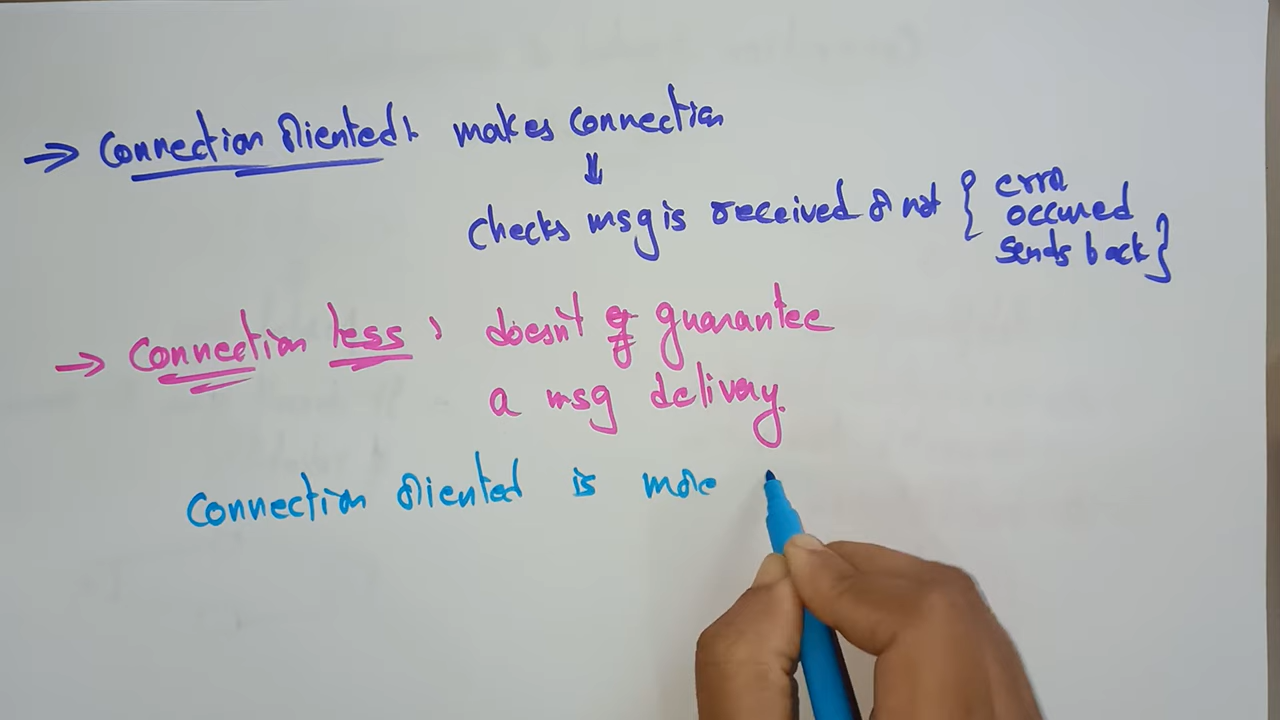 → Connection oriented: makes connection
⇓
checks msg is received or not { error
occured
sends back }
→ Connection less : doesn't guarantee
a msg delivery.
Connection oriented is more